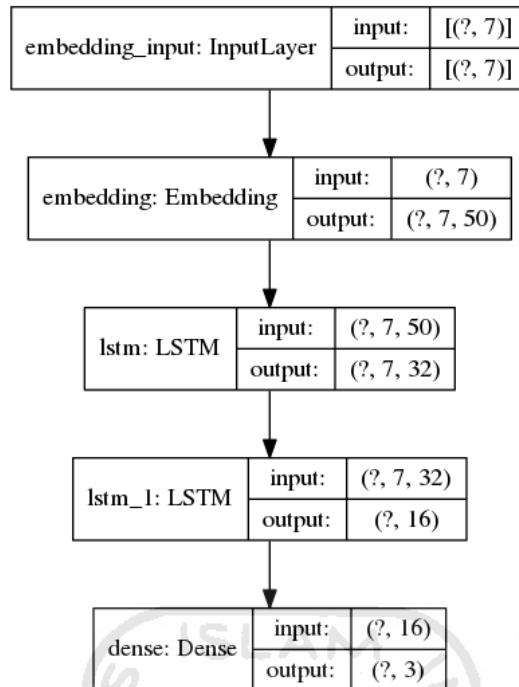 embedding_input: InputLayer
input: [(?, 7)]
output: [(?, 7)]
embedding: Embedding
input: (?, 7)
output: (?, 7, 50)
lstm: LSTM
input: (?, 7, 50)
output: (?, 7, 32)
lstm_1: LSTM
input: (?, 7, 32)
output: (?, 16)
dense: Dense
input: (?, 16)
output: (?, 3)
ISLAM